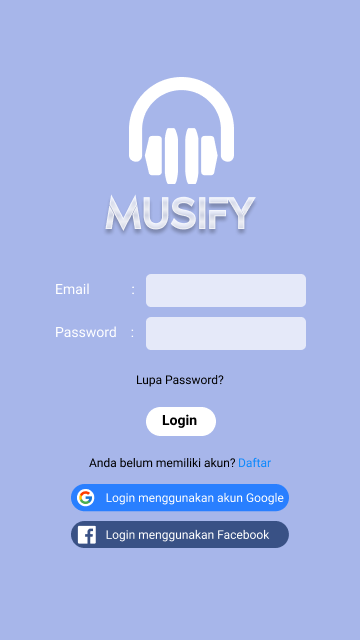 MUSIFY
Email :
Password :
Lupa Password?
Login
Anda belum memiliki akun? Daftar
Login menggunakan akun Google
Login menggunakan Facebook